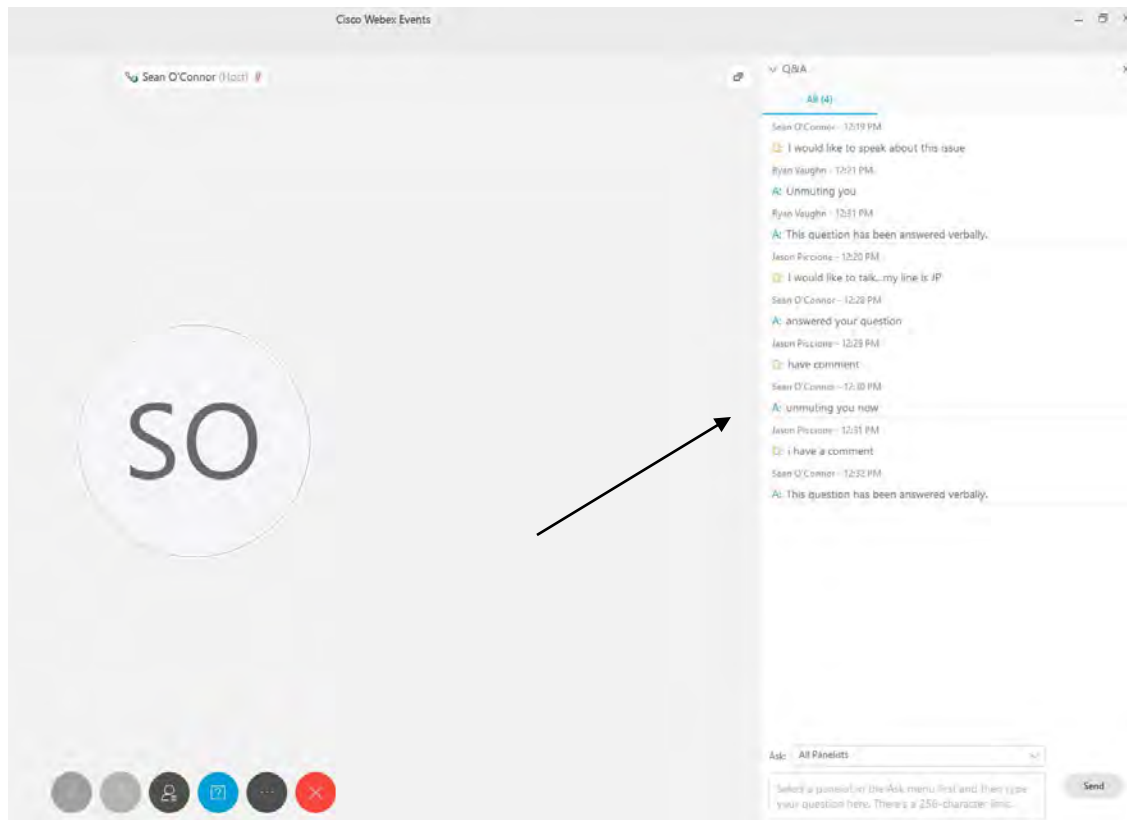 Cisco Webex Events
Sean O'Connor (Host)
Q&A
All (4)
Sean O'Connor - 12:19 PM
Q: I would like to speak about this issue
Ryan Vaughn - 12:21 PM
A: Unmuting you
Ryan Vaughn - 12:31 PM
A: This question has been answered verbally.
Jason Piccione - 12:20 PM
Q: I would like to talk...my line is JP
Sean O'Connor - 12:28 PM
A: answered your question
Jason Piccione - 12:29 PM
Q: have comment
Sean O'Connor - 12:30 PM
A: unmuting you now
Jason Piccione - 12:31 PM
Q: i have a comment
Sean O'Connor - 12:32 PM
A: This question has been answered verbally.
SO
Ask: All Panelists
Select a panelist in the Ask menu first and then type
your question here. There's a 256-character limit.
Send